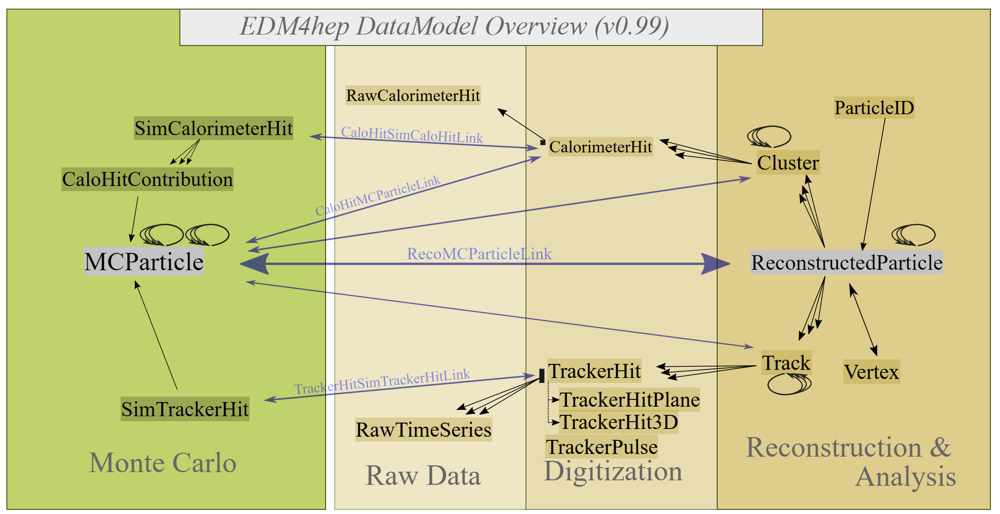 EDM4hep DataModel Overview (v0.99)
SimCalorimeterHit
CaloHitContribution
MCParticle
SimTrackerHit
Monte Carlo
RawCalorimeterHit
CaloHitSimCaloHitLink
CaloHitMCParticleLink
RecoMCParticleLink
TrackerHitSimTrackerHitLink
RawTimeSeries
Raw Data
CalorimeterHit
TrackerHit
TrackerHitPlane
TrackerHit3D
TrackerPulse
Digitization
ParticleID
Cluster
ReconstructedParticle
Track
Vertex
Reconstruction &
Analysis